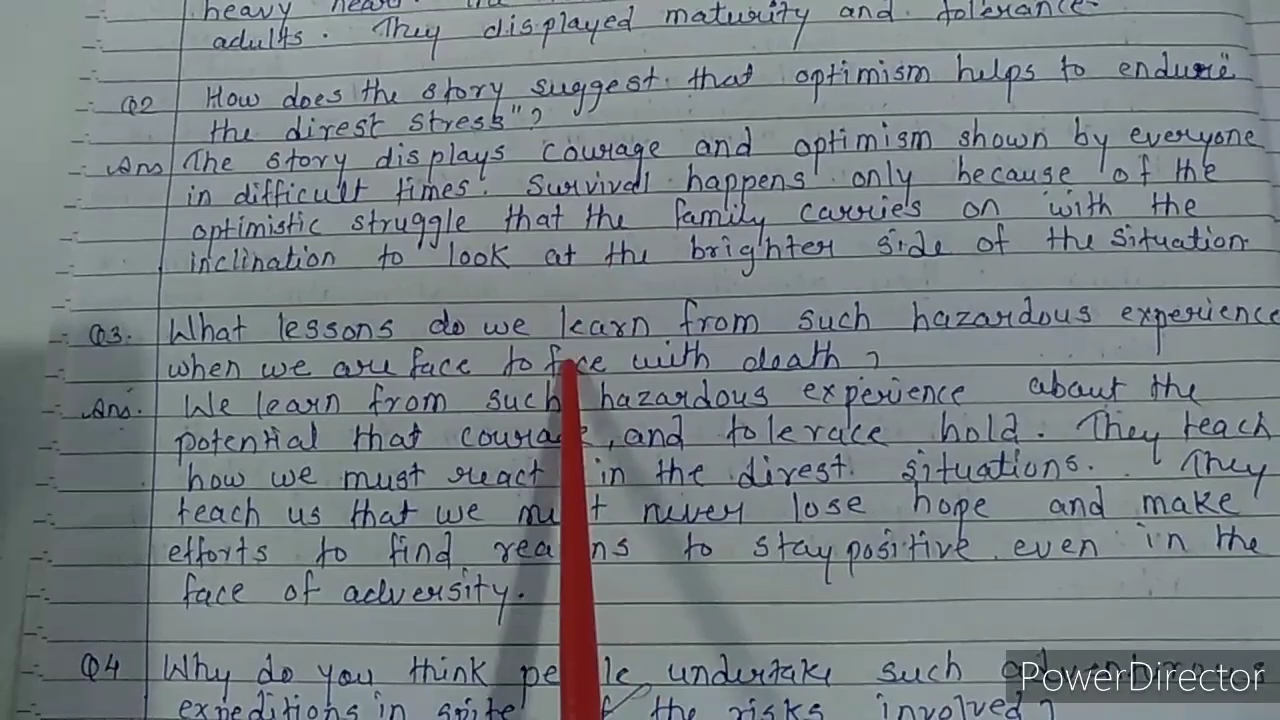 heavy
adults. They displayed maturity and tolerance.
Q2 How does the story suggest that optimism helps to endure"
the direst stress"?
Ans The story displays courage and optimism shown by everyone
in difficult times. Survival happens only because of the
optimistic struggle that the family carries on with the
inclination to look at the brighter side of the situation
Q3. What lessons do we learn from such hazardous experience
when we are face to face with death?
Ans. We learn from such hazardous experience about the
potential that courage, and tolerace hold. They teach
how we must react in the direst situations. They
teach us that we must never lose hope and make
efforts to find reasons to stay positive even in the
face of adversity.
Q4 Why do you think people undertake such adventurous
expeditions in spite of the risks involved?
PowerDirector